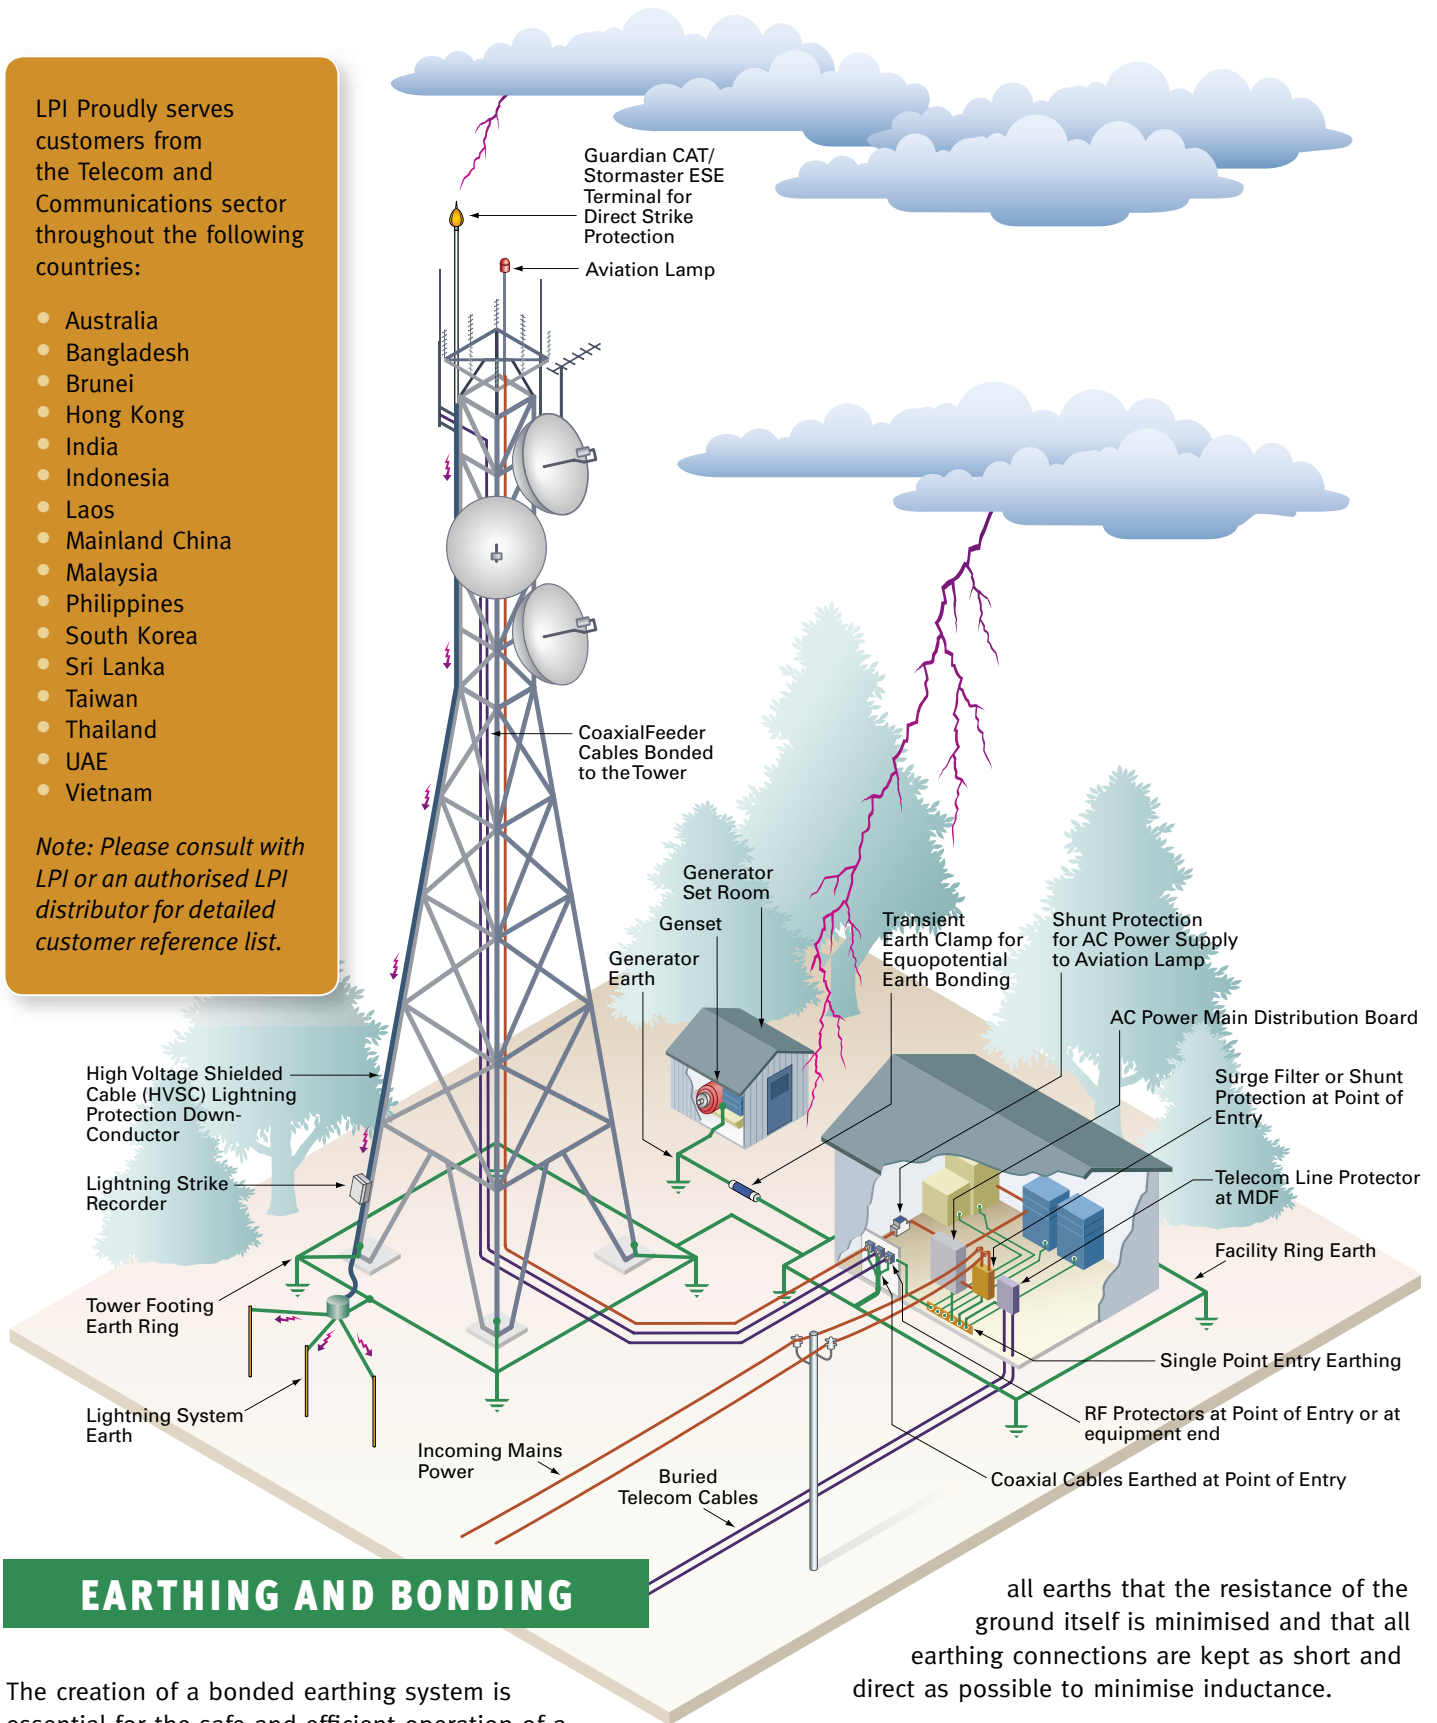 LPI Proudly serves
customers from
the Telecom and
Communications sector
throughout the following
countries:
• Australia
• Bangladesh
• Brunei
• Hong Kong
• India
• Indonesia
• Laos
• Mainland China
• Malaysia
• Philippines
• South Korea
• Sri Lanka
• Taiwan
• Thailand
• UAE
• Vietnam
Note: Please consult with
LPI or an authorised LPI
distributor for detailed
customer reference list.
Guardian CAT/
Stormaster ESE
Terminal for
Direct Strike
Protection
Aviation Lamp
CoaxialFeeder
Cables Bonded
to the Tower
Generator
Set Room
Genset
Generator
Earth
Transient
Earth Clamp for
Equopotential
Earth Bonding
Shunt Protection
for AC Power Supply
to Aviation Lamp
AC Power Main Distribution Board
Surge Filter or Shunt
Protection at Point of
Entry
Telecom Line Protector
at MDF
Facility Ring Earth
High Voltage Shielded
Cable (HVSC) Lightning
Protection Down-
Conductor
Lightning Strike
Recorder
Tower Footing
Earth Ring
Lightning System
Earth
Single Point Entry Earthing
RF Protectors at Point of Entry or at
equipment end
Coaxial Cables Earthed at Point of Entry
Incoming Mains
Power
Buried
Telecom Cables
EARTHING AND BONDING
The creation of a bonded earthing system is
essential for the safe and efficient operation of a
all earths that the resistance of the
ground itself is minimised and that all
earthing connections are kept as short and
direct as possible to minimise inductance.